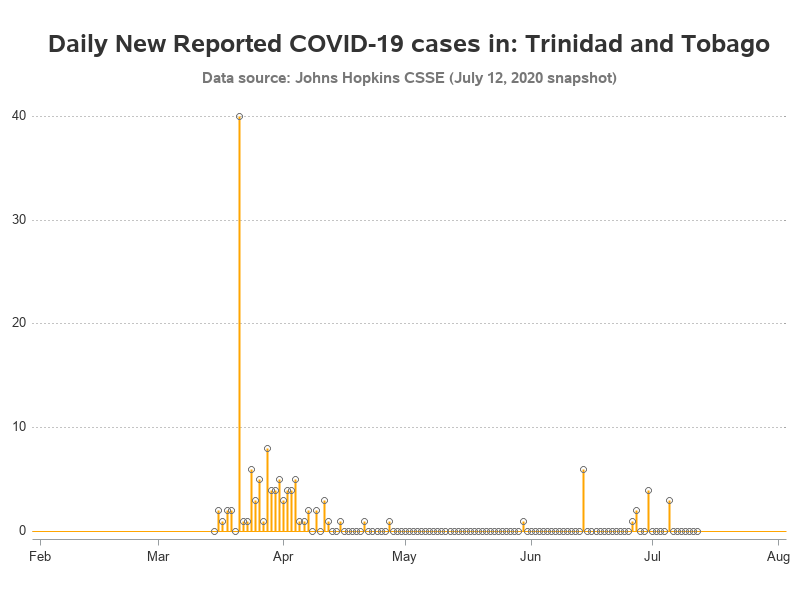 Daily New Reported COVID-19 cases in: Trinidad and Tobago
Data source: Johns Hopkins CSSE (July 12, 2020 snapshot)
40
30
20
10
0
Feb Mar Apr May Jun Jul Aug